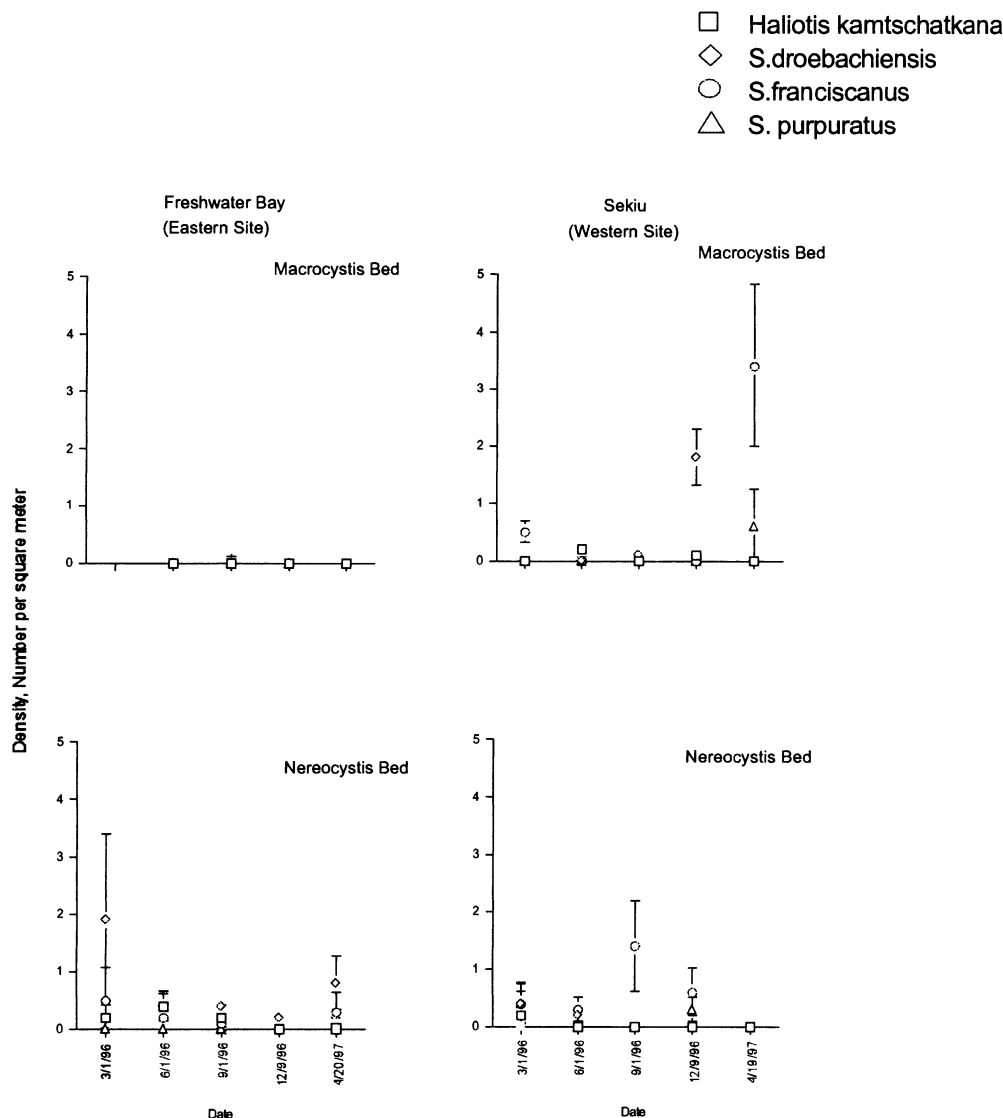 Haliotis kamtschatkana
S.droebachiensis
S.franciscanus
S. purpuratus
Freshwater Bay
(Eastern Site)
Sekiu
(Western Site)
Macrocystis Bed
5
4
3
2
1
0
Macrocystis Bed
5
4
3
2
1
0
Density, Number per square meter
Nereocystis Bed
5
4
3
2
1
0
3/1/96
6/1/96
9/1/96
12/9/96
4/20/97
Date
Nereocystis Bed
5
4
3
2
1
0
3/1/96
6/1/96
9/1/96
12/9/96
4/19/97
Date